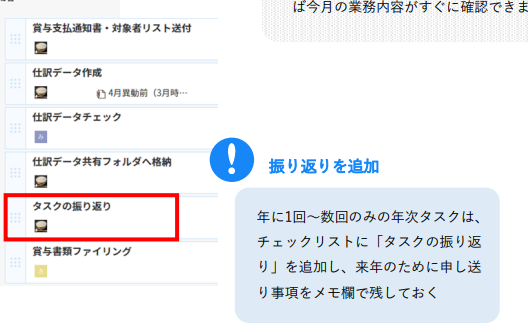 ば今月の業務内容がすぐに確認できま
賞与支払通知書・対象者リスト送付
仕訳データ作成
4月異動前（3月時…
仕訳データチェック
み
仕訳データ共有フォルダへ格納
タスクの振り返り
賞与書類ファイリング
振り返りを追加
年に1回～数回のみの年次タスクは、
チェックリストに「タスクの振り返
り」を追加し、来年のために申し送
り事項をメモ欄で残しておく